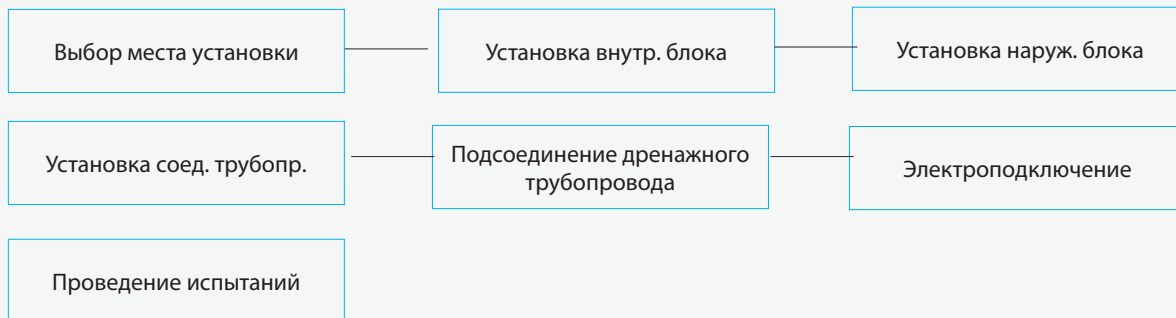 Выбор места установки
Установка внутр. блока
Установка наруж. блока
Установка соед. трубопр.
Подсоединение дренажного
трубопровода
Электроподключение
Проведение испытаний